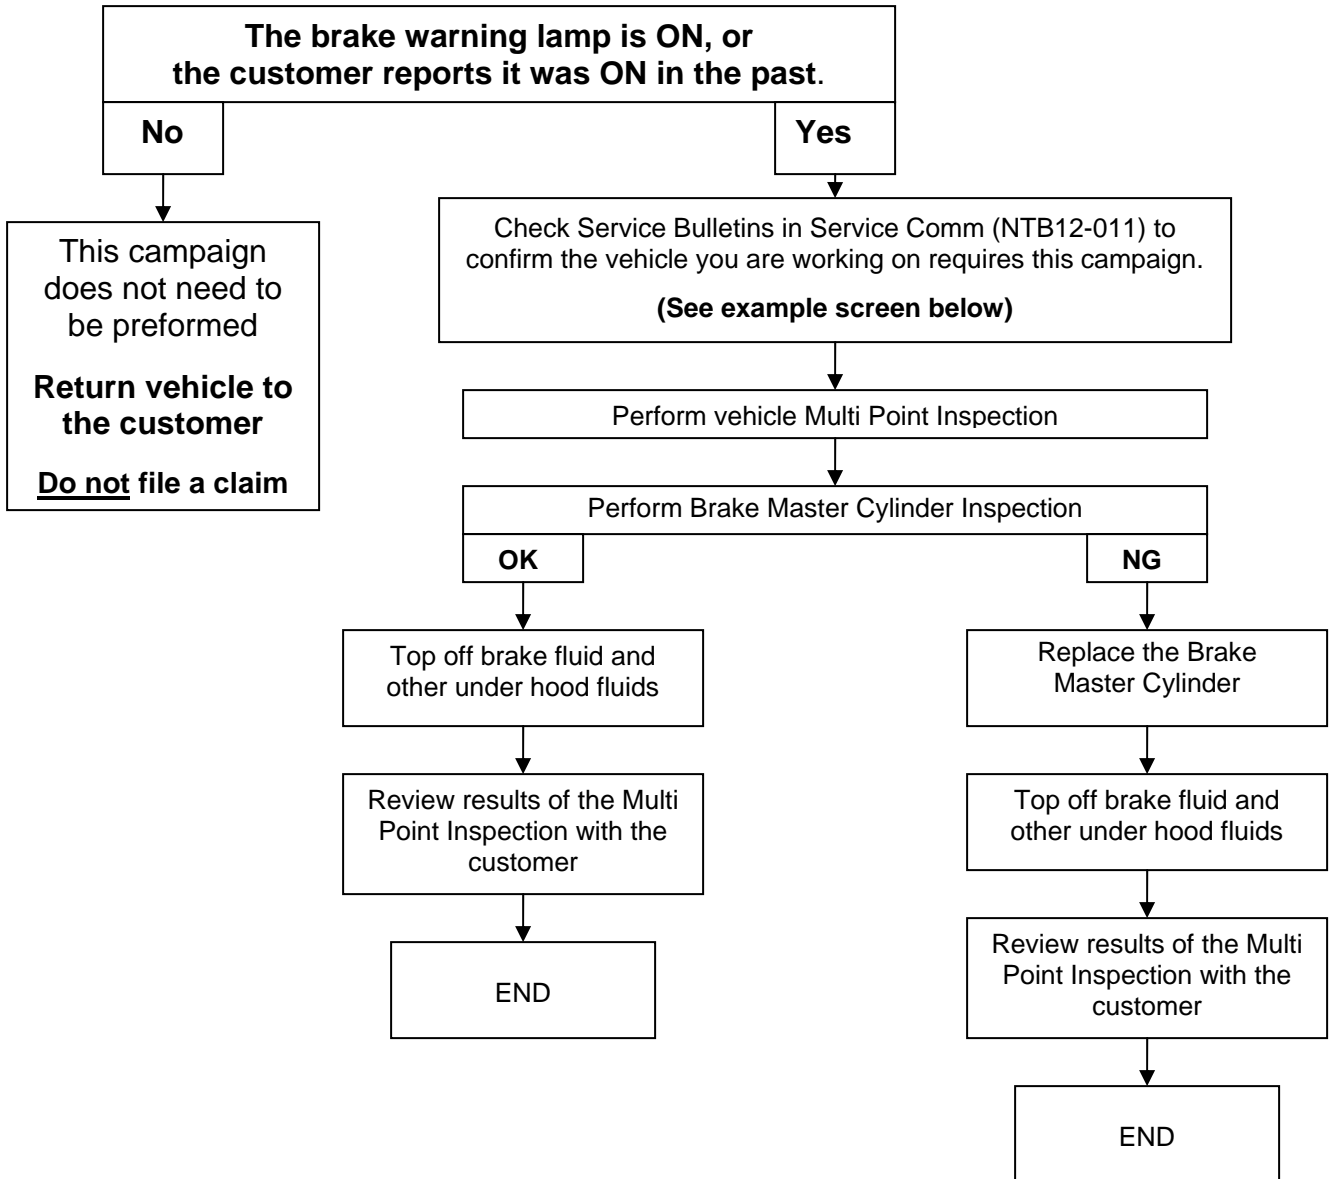 The brake warning lamp is ON, or
the customer reports it was ON in the past.
No
Yes
This campaign
does not need to
be preformed
Return vehicle to
the customer
Do not file a claim
Check Service Bulletins in Service Comm (NTB12-011) to
confirm the vehicle you are working on requires this campaign.
(See example screen below)
Perform vehicle Multi Point Inspection
Perform Brake Master Cylinder Inspection
OK
NG
Top off brake fluid and
other under hood fluids
Review results of the Multi
Point Inspection with the
customer
END
Replace the Brake
Master Cylinder
Top off brake fluid and
other under hood fluids
Review results of the Multi
Point Inspection with the
customer
END